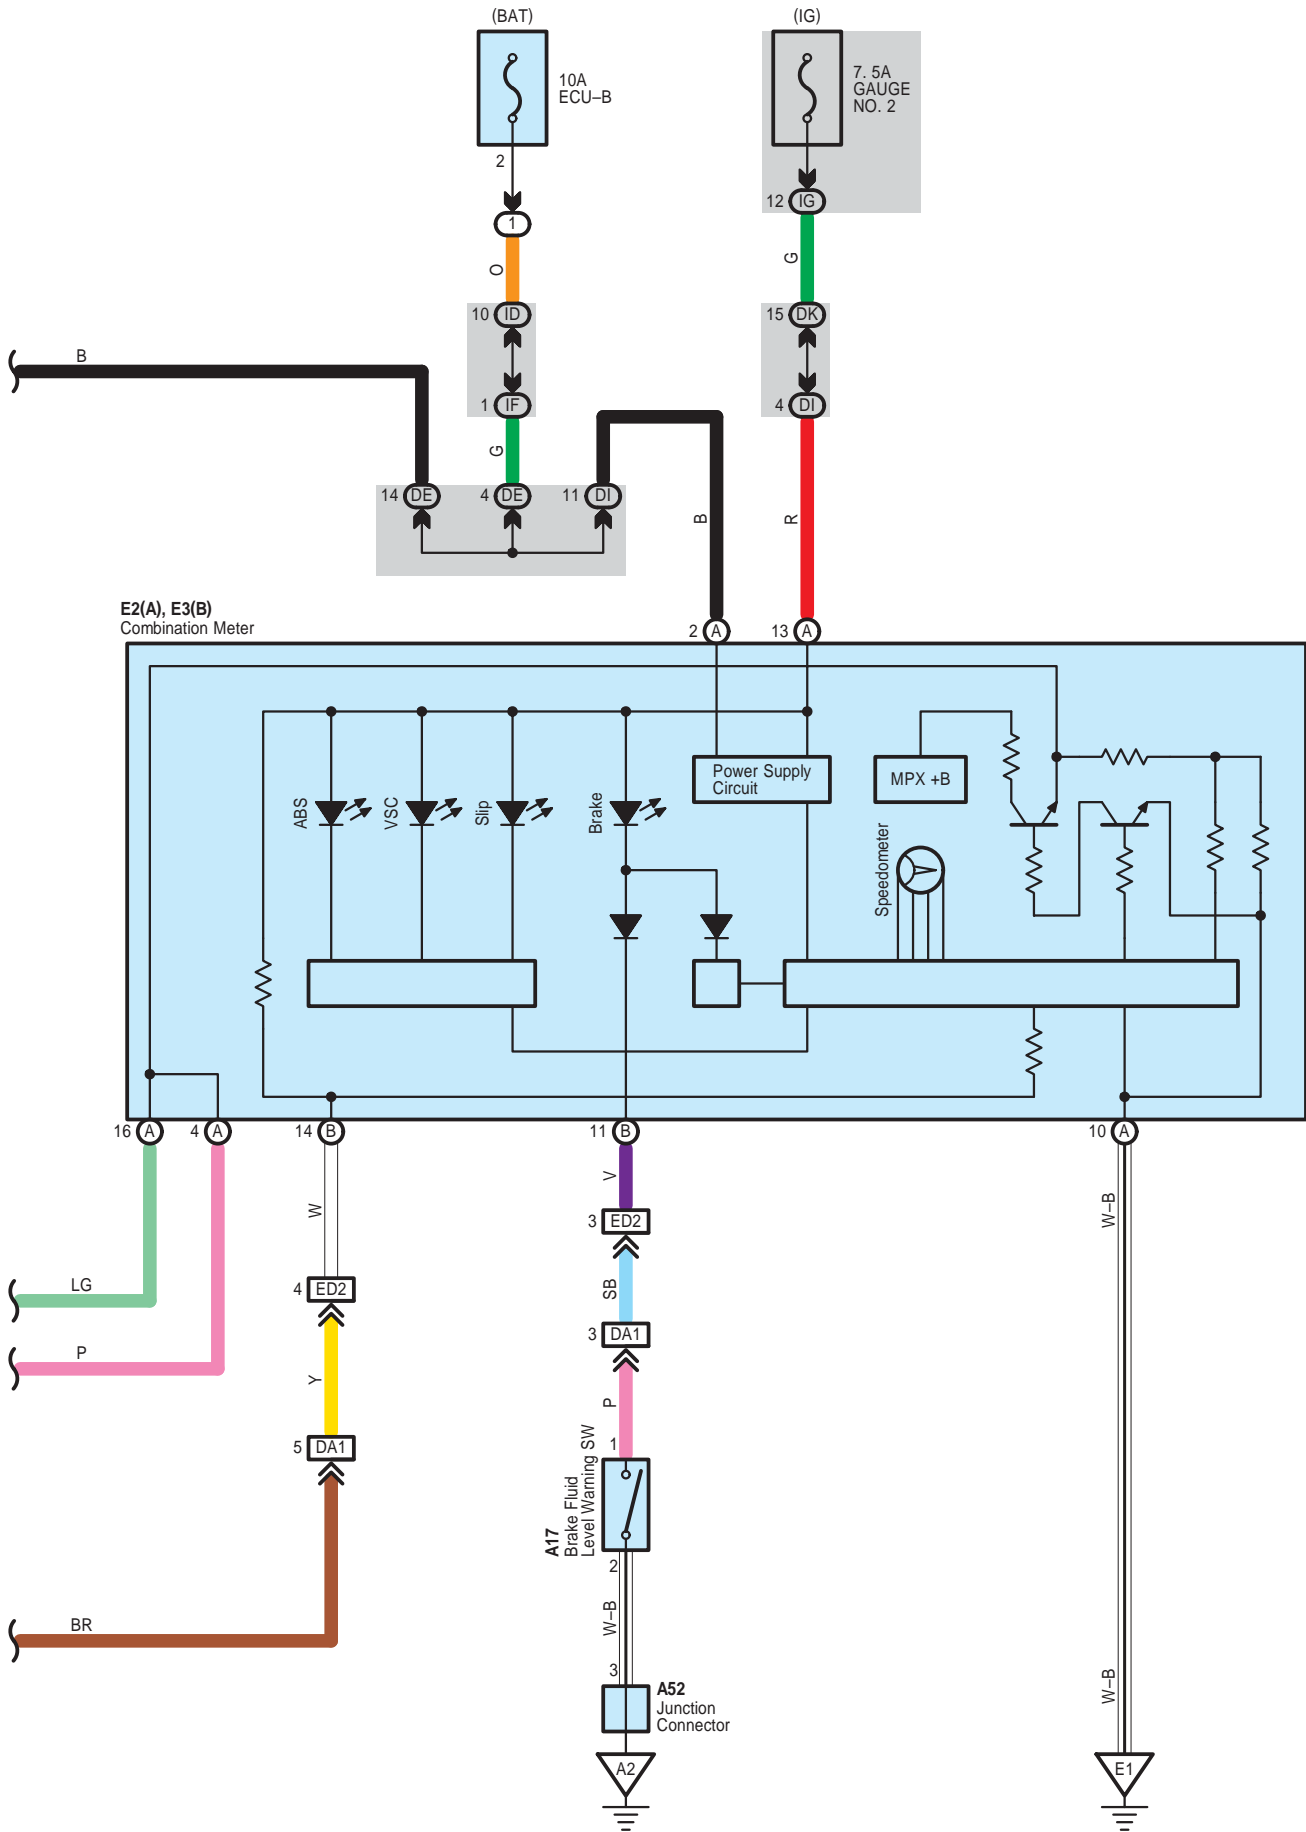 (BAT)
(IG)
10A
ECU–B
7. 5A
GAUGE
NO. 2
2
12 IG
1
O
G
10 ID
15 DK
B
1 IF
4 DI
G
14 DE
4 DE
11 DI
B
R
E2(A), E3(B)
Combination Meter
2 A
13 A
Power Supply
Circuit
MPX +B
ABS
VSC
Slip
Brake
Speedometer
16 A
4 A
14 B
11 B
10 A
W
V
W–B
3 ED2
LG
4 ED2
SB
3 DA1
P
Y
P
1
5 DA1
A17
Brake Fluid
Level Warning SW
2
BR
W–B
3
W–B
A52
Junction
Connector
A2
E1